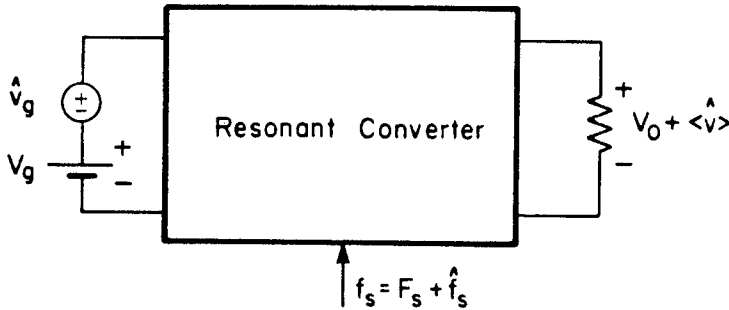 v̂g
±
Vg
+
−
Resonant Converter
+
V0 + <v̂>
−
fs = Fs + f̂s